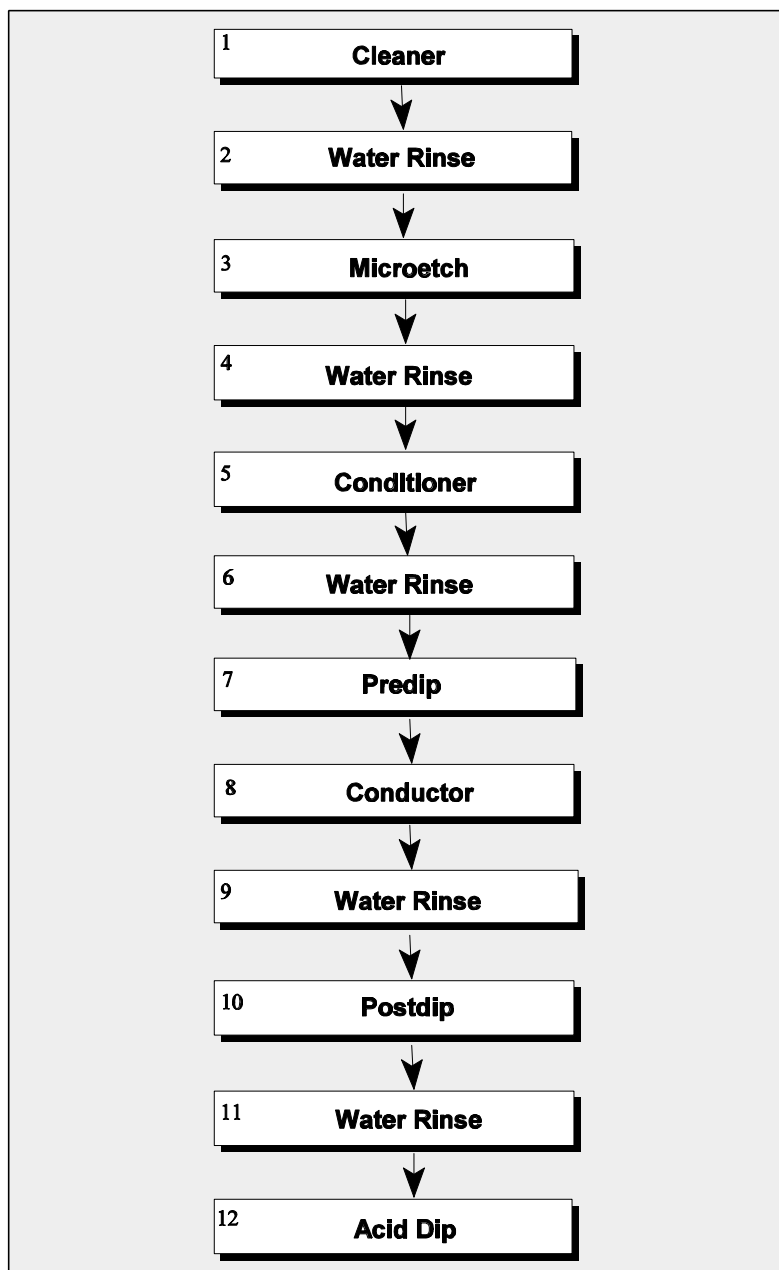 1 Cleaner
2 Water Rinse
3 Microetch
4 Water Rinse
5 Conditioner
6 Water Rinse
7 Predip
8 Conductor
9 Water Rinse
10 Postdip
11 Water Rinse
12 Acid Dip